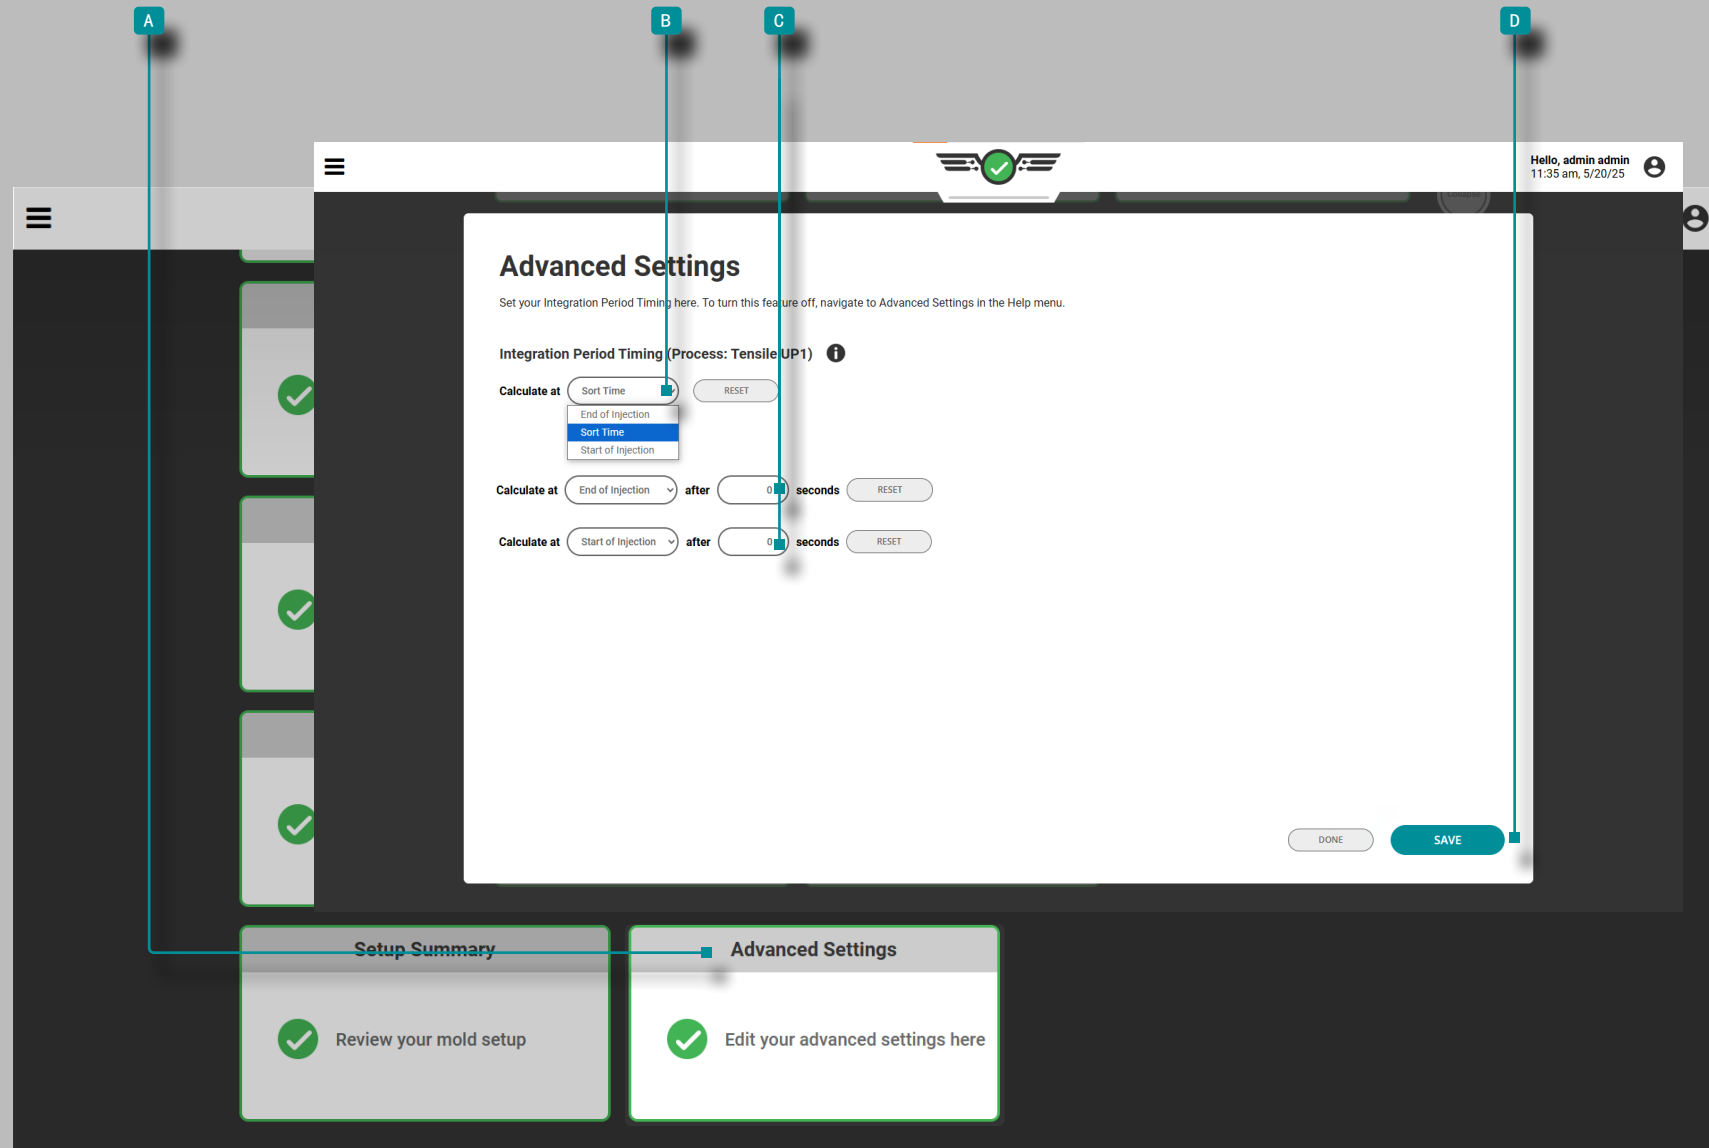 A
B
C
D
Hello, admin admin
11:35 am, 5/20/25
Collapse
Advanced Settings
Set your Integration Period Timing here. To turn this feature off, navigate to Advanced Settings in the Help menu.
Integration Period Timing (Process: Tensile UP1)
Calculate at Sort Time RESET
End of Injection
Sort Time
Start of Injection
Calculate at End of Injection after 0 seconds RESET
Calculate at Start of Injection after 0 seconds RESET
DONE SAVE
Setup Summary
Review your mold setup
Advanced Settings
Edit your advanced settings here